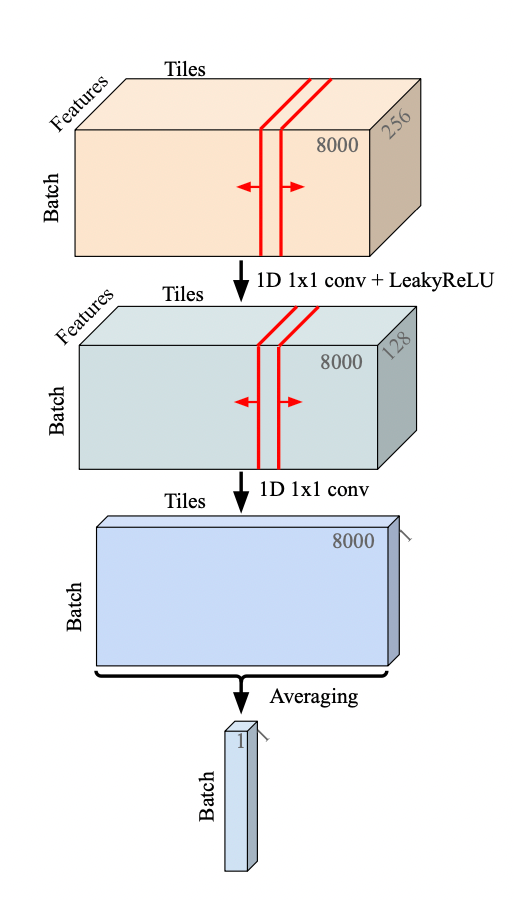 Tiles
Features
256
8000
Batch
1D 1x1 conv + LeakyReLU
Tiles
Features
128
8000
Batch
1D 1x1 conv
Tiles
8000
1
Batch
Averaging
1
1
Batch